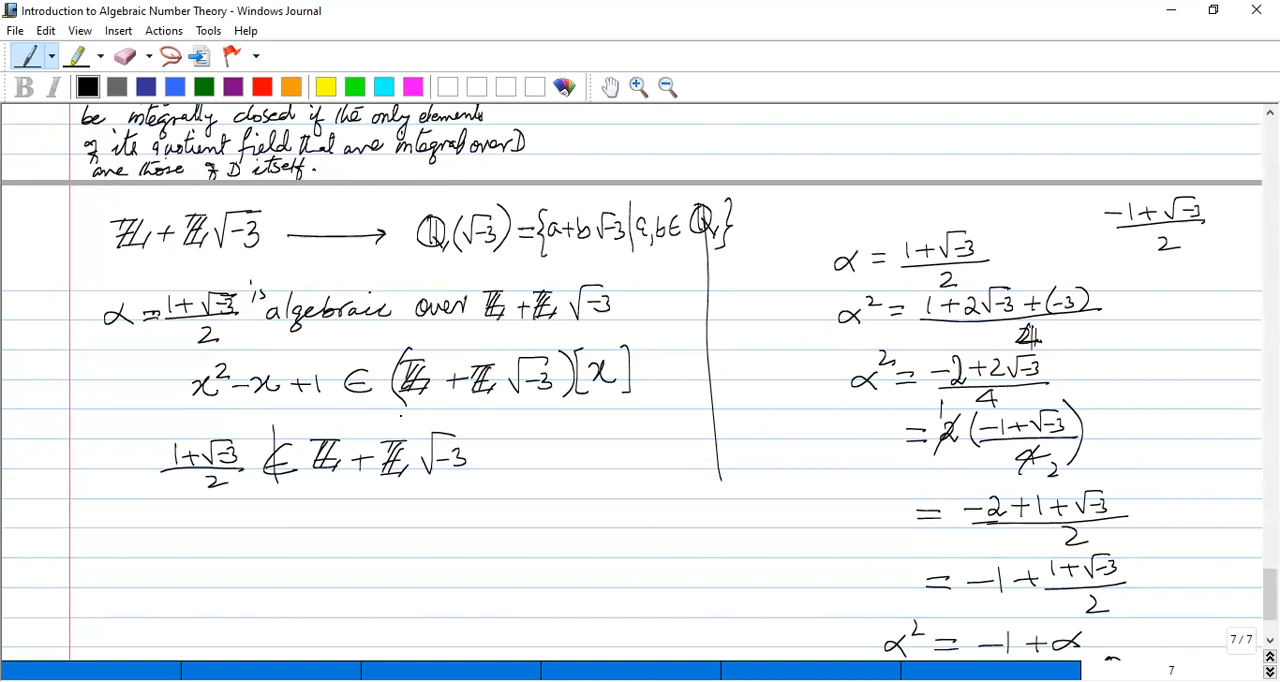 Introduction to Algebraic Number Theory - Windows Journal
File Edit View Insert Actions Tools Help
B I
be integrally closed if the only elements
of its quotient field that are integral over D
are those of D itself.
ℤ + ℤ√-3 ⟶ ℚ(√-3) = {a+b√-3 | a, b ∈ ℚ}
α = (1+√-3)/2 is algebraic over ℤ + ℤ√-3
x² - x + 1 ∈ (ℤ + ℤ√-3)[x]
(1+√-3)/2 ∉ ℤ + ℤ√-3
(-1+√-3)/2
α = (1+√-3)/2
α² = (1+2√-3+(-3))/4
α² = (-2+2√-3)/4
= 2 ((-1+√-3)/4) 1 2
= (-2+1+√-3)/2
= -1 + (1+√-3)/2
α² = -1 + α
7 / 7
7